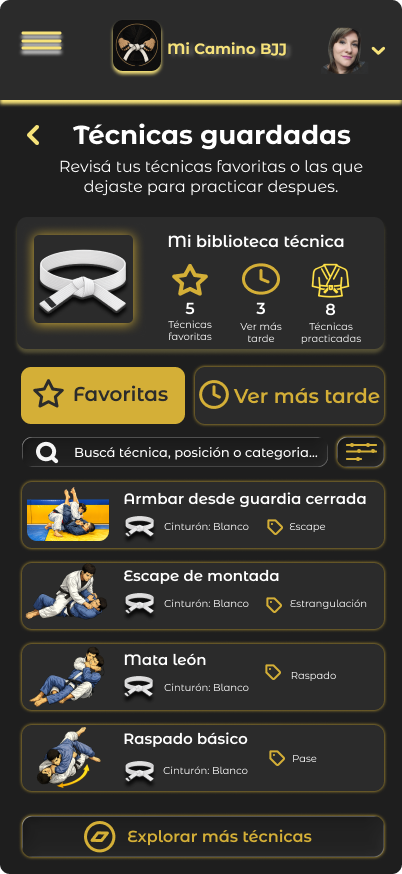 Mi Camino BJJ
Técnicas guardadas
Revisá tus técnicas favoritas o las que
dejaste para practicar despues.
Mi biblioteca técnica
5
Técnicas
favoritas
3
Ver más
tarde
8
Técnicas
practicadas
Favoritas
Ver más tarde
Buscá técnica, posición o categoria...
Armbar desde guardia cerrada
Cinturón: Blanco
Escape
Escape de montada
Cinturón: Blanco
Estrangulación
Mata león
Cinturón: Blanco
Raspado
Raspado básico
Cinturón: Blanco
Pase
Explorar más técnicas